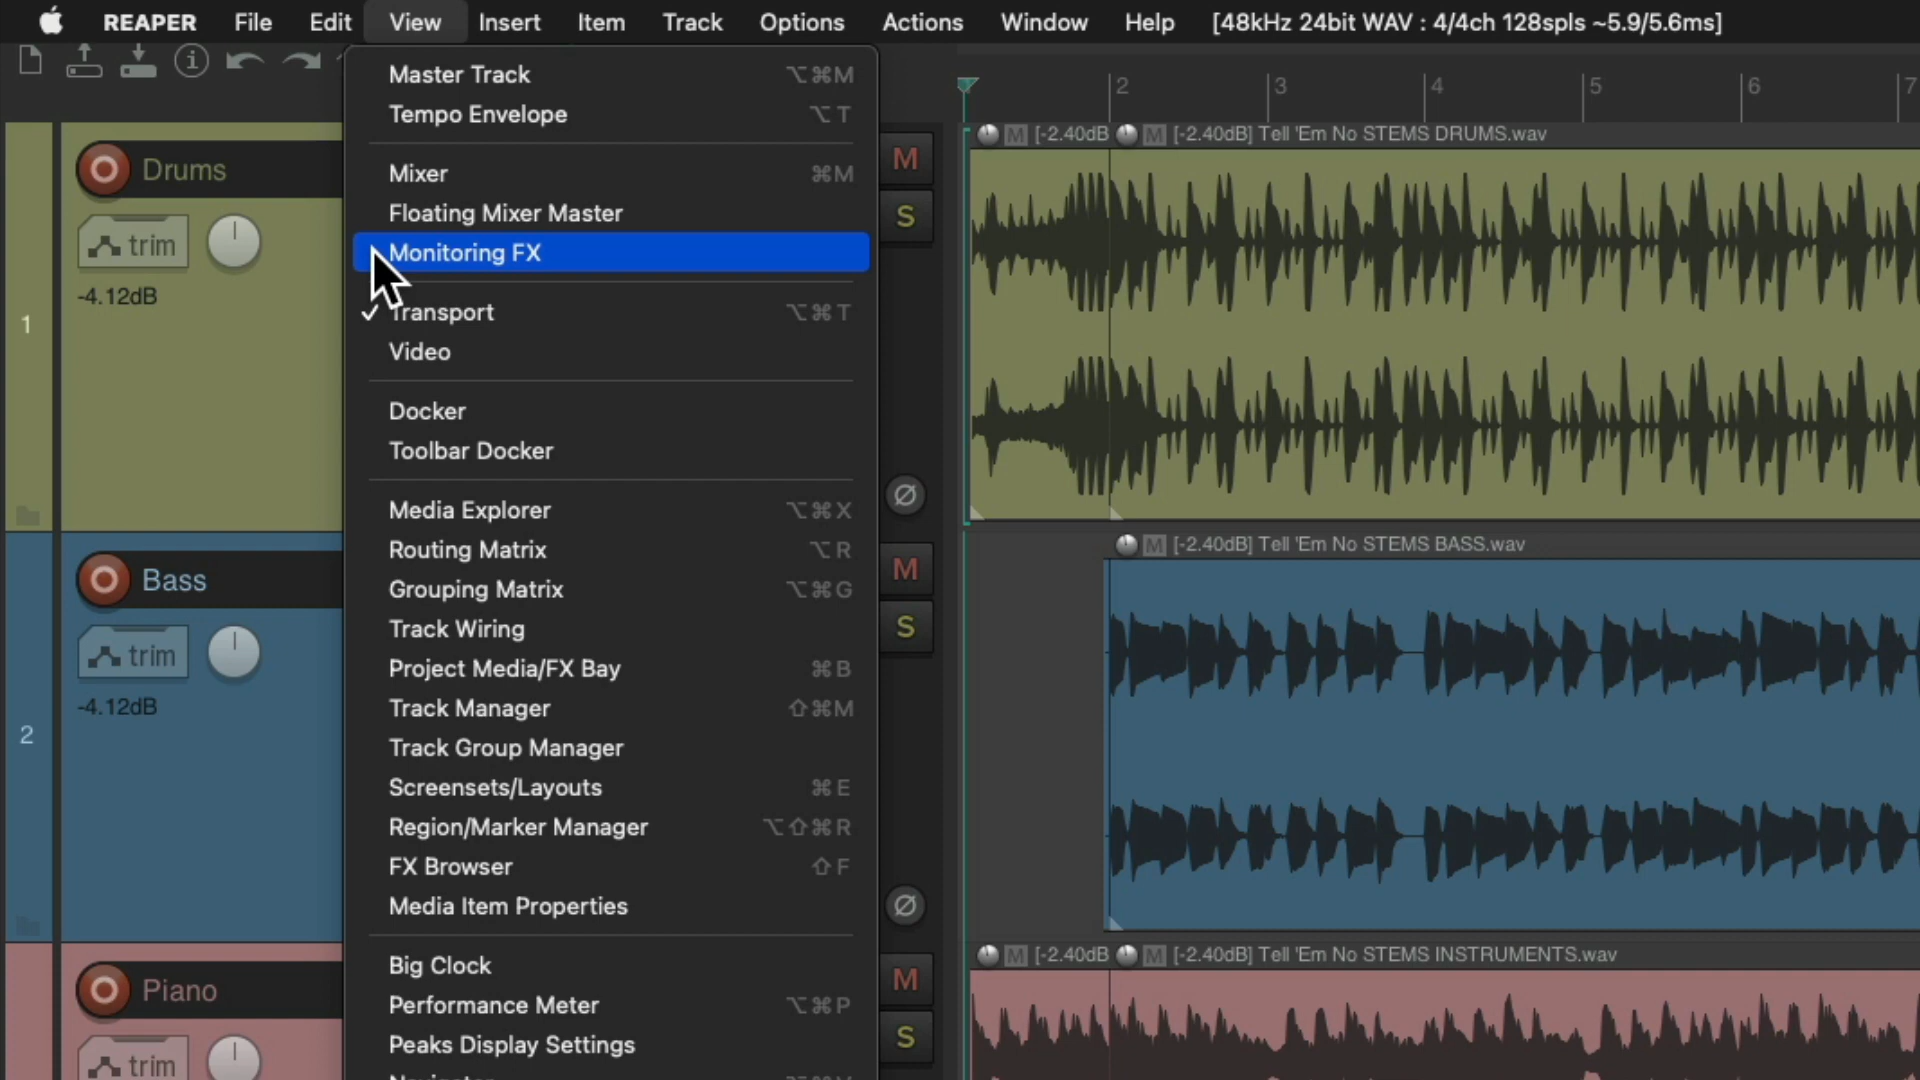 REAPER File Edit View Insert Item Track Options Actions Window Help [48kHz 24bit WAV : 4/4ch 128spls ~5.9/5.6ms]
Master Track ⌥⌘M
Tempo Envelope ⌥T
Mixer ⌘M
Floating Mixer Master
Monitoring FX
✓ Transport ⌥⌘T
Video
Docker
Toolbar Docker
Media Explorer ⌥⌘X
Routing Matrix ⌥R
Grouping Matrix ⌥⌘G
Track Wiring
Project Media/FX Bay ⌘B
Track Manager ⇧⌘M
Track Group Manager
Screensets/Layouts ⌘E
Region/Marker Manager ⌥⇧⌘R
FX Browser ⇧F
Media Item Properties
Big Clock
Performance Meter ⌥⌘P
Peaks Display Settings
2 3 4 5 6 7
1
Drums
trim
-4.12dB
M
S
M [-2.40dB M [-2.40dB] Tell 'Em No STEMS DRUMS.wav
2
Bass
trim
-4.12dB
M
S
M [-2.40dB] Tell 'Em No STEMS BASS.wav
Piano
trim
M
S
M [-2.40dB M [-2.40dB] Tell 'Em No STEMS INSTRUMENTS.wav